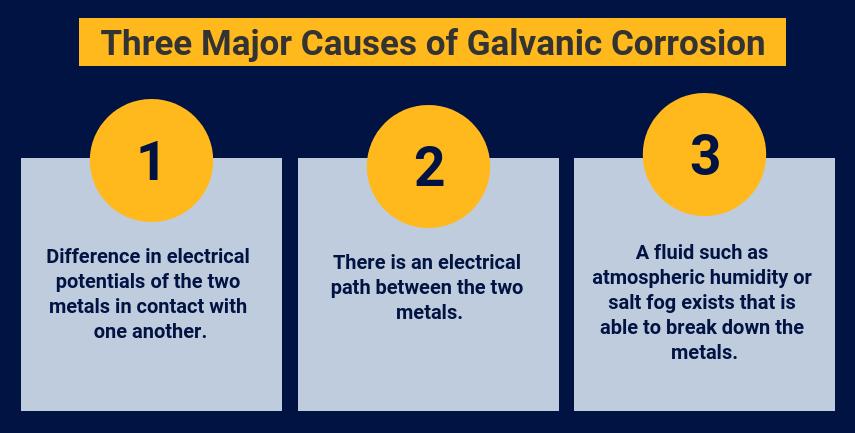 Three Major Causes of Galvanic Corrosion
1
Difference in electrical
potentials of the two
metals in contact with
one another.
2
There is an electrical
path between the two
metals.
3
A fluid such as
atmospheric humidity or
salt fog exists that is
able to break down the
metals.